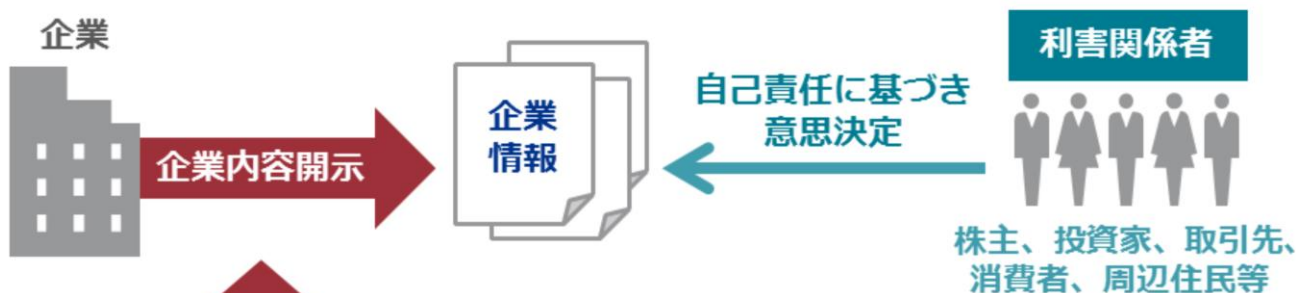 企業
企業内容開示
企業
情報
自己責任に基づき
意思決定
利害関係者
株主、投資家、取引先、
消費者、周辺住民等